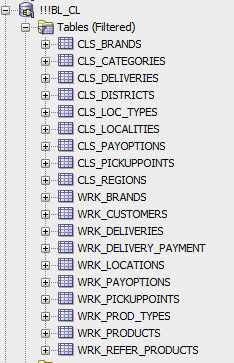 !!!BL_CL
Tables (Filtered)
CLS_BRANDS
CLS_CATEGORIES
CLS_DELIVERIES
CLS_DISTRICTS
CLS_LOC_TYPES
CLS_LOCALITIES
CLS_PAYOPTIONS
CLS_PICKUPPOINTS
CLS_REGIONS
WRK_BRANDS
WRK_CUSTOMERS
WRK_DELIVERIES
WRK_DELIVERY_PAYMENT
WRK_LOCATIONS
WRK_PAYOPTIONS
WRK_PICKUPPOINTS
WRK_PROD_TYPES
WRK_PRODUCTS
WRK_REFER_PRODUCTS